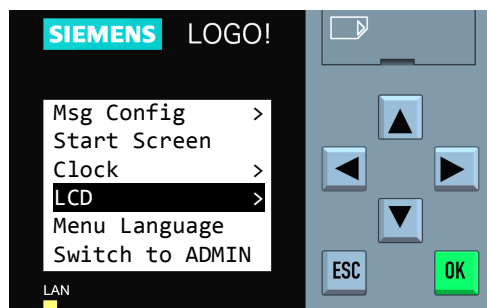 SIEMENS LOGO!
Msg Config >
Start Screen
Clock >
LCD >
Menu Language
Switch to ADMIN
ESC OK
LAN